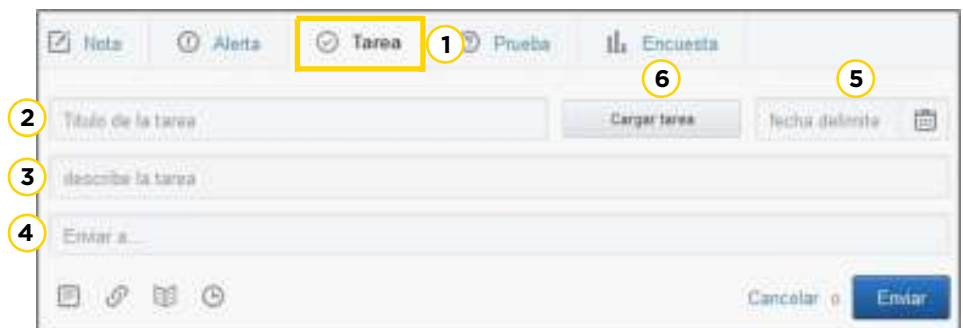 Nota Alerta Tarea 1 Prueba Encuesta
6 5
2 Título de la tarea Cargar tarea fecha delimite
3 describe la tarea
4 Enviar a...
Cancelar o Enviar